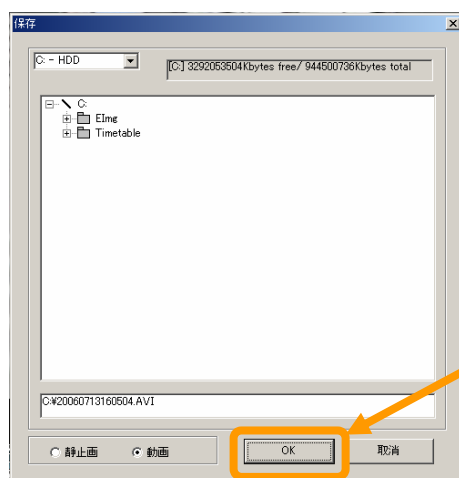 保存
C: - HDD
[C:] 3292053504Kbytes free/ 944500736Kbytes total
C:
EImg
Timetable
C:¥20060713160504.AVI
静止画 動画 OK 取消